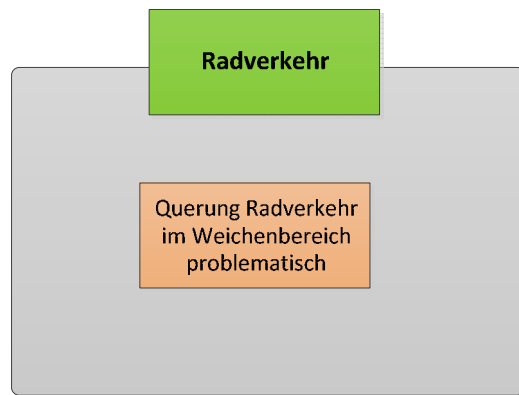 Radverkehr
Querung Radverkehr
im Weichenbereich
problematisch